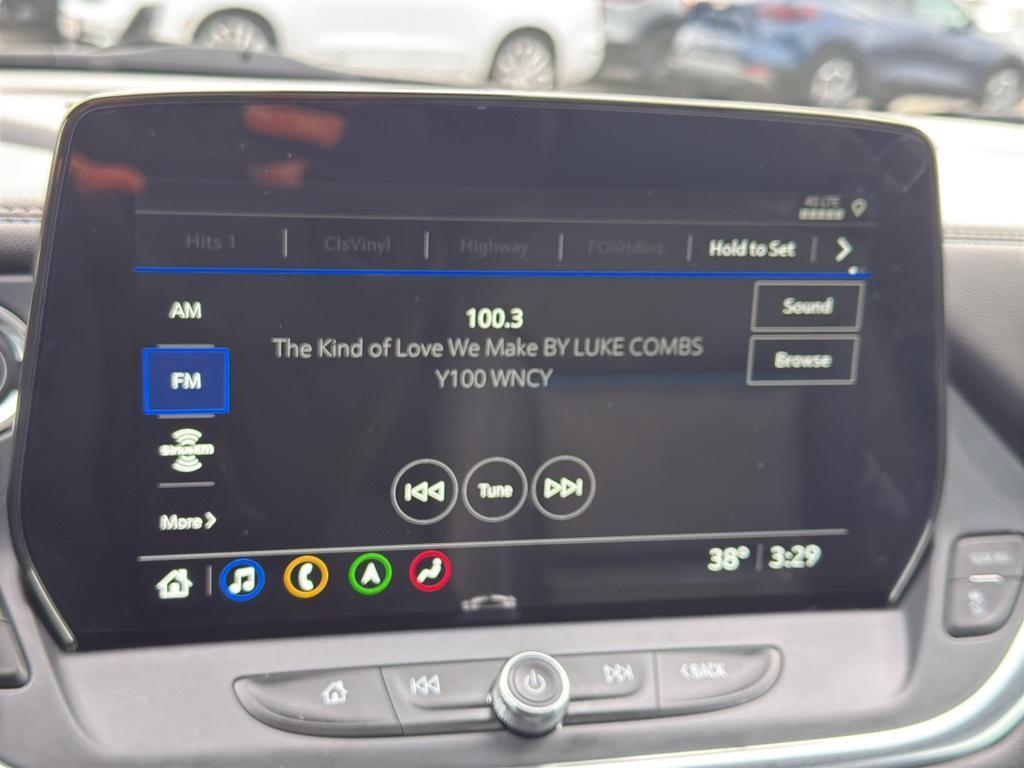 4G LTE
Hits 1 ClsVinyl Highway FOXHdlns Hold to Set
AM
100.3
Sound
The Kind of Love We Make BY LUKE COMBS
Browse
FM
Y100 WNCY
SiriusXM
Tune
More
38° 3:29
BACK